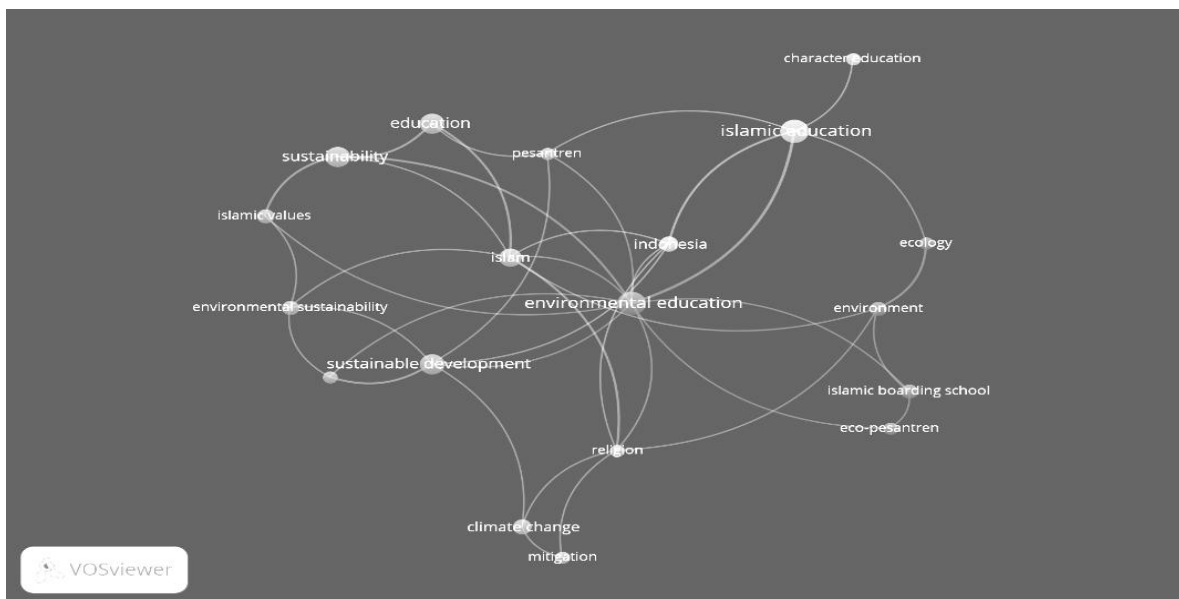 character education
education
islamic education
sustainability
pesantren
islamic values
indonesia
ecology
islam
environmental education
environmental sustainability
environment
sustainable development
islamic boarding school
eco-pesantren
religion
climate change
mitigation
VOSviewer